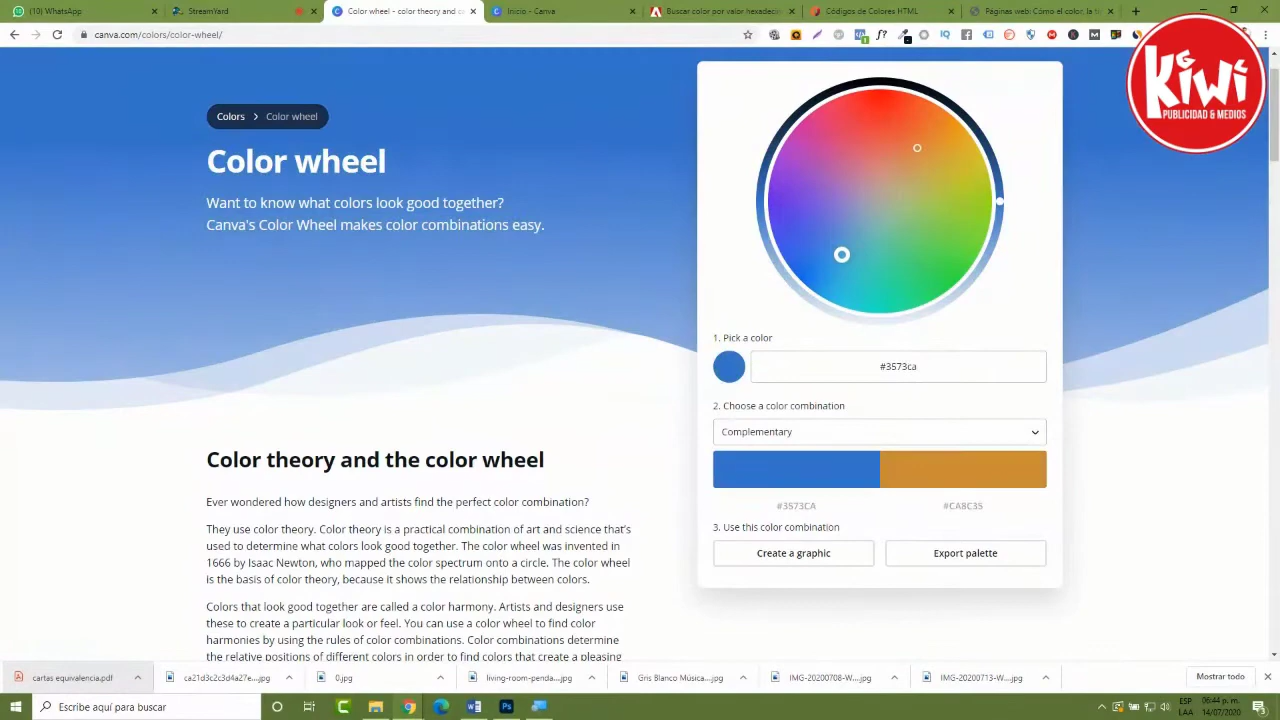 (10) WhatsApp
StreamYard
Color wheel - color theory and ca
Inicio - Canva
Buscar color por valor hexadecin
Códigos de Colores HTML
Páginas web: Cómo el color, la ti
canva.com/colors/color-wheel/
KIWI
PUBLICIDAD & MEDIOS
Colors > Color wheel
Color wheel
Want to know what colors look good together?
Canva's Color Wheel makes color combinations easy.
1. Pick a color
#3573ca
2. Choose a color combination
Complementary
#3573CA
#CA8C35
3. Use this color combination
Create a graphic
Export palette
Color theory and the color wheel
Ever wondered how designers and artists find the perfect color combination?
They use color theory. Color theory is a practical combination of art and science that's
used to determine what colors look good together. The color wheel was invented in
1666 by Isaac Newton, who mapped the color spectrum onto a circle. The color wheel
is the basis of color theory, because it shows the relationship between colors.
Colors that look good together are called a color harmony. Artists and designers use
these to create a particular look or feel. You can use a color wheel to find color
harmonies by using the rules of color combinations. Color combinations determine
the relative positions of different colors in order to find colors that create a pleasing
cartas equivalencia.pdf
ca21d3c2c3d4a27e....jpg
0.jpg
living-room-penda....jpg
Gris Blanco Música....jpg
IMG-20200708-W....jpg
IMG-20200713-W....jpg
Mostrar todo
Escribe aquí para buscar
ESP
LAA
06:44 p. m.
14/07/2020